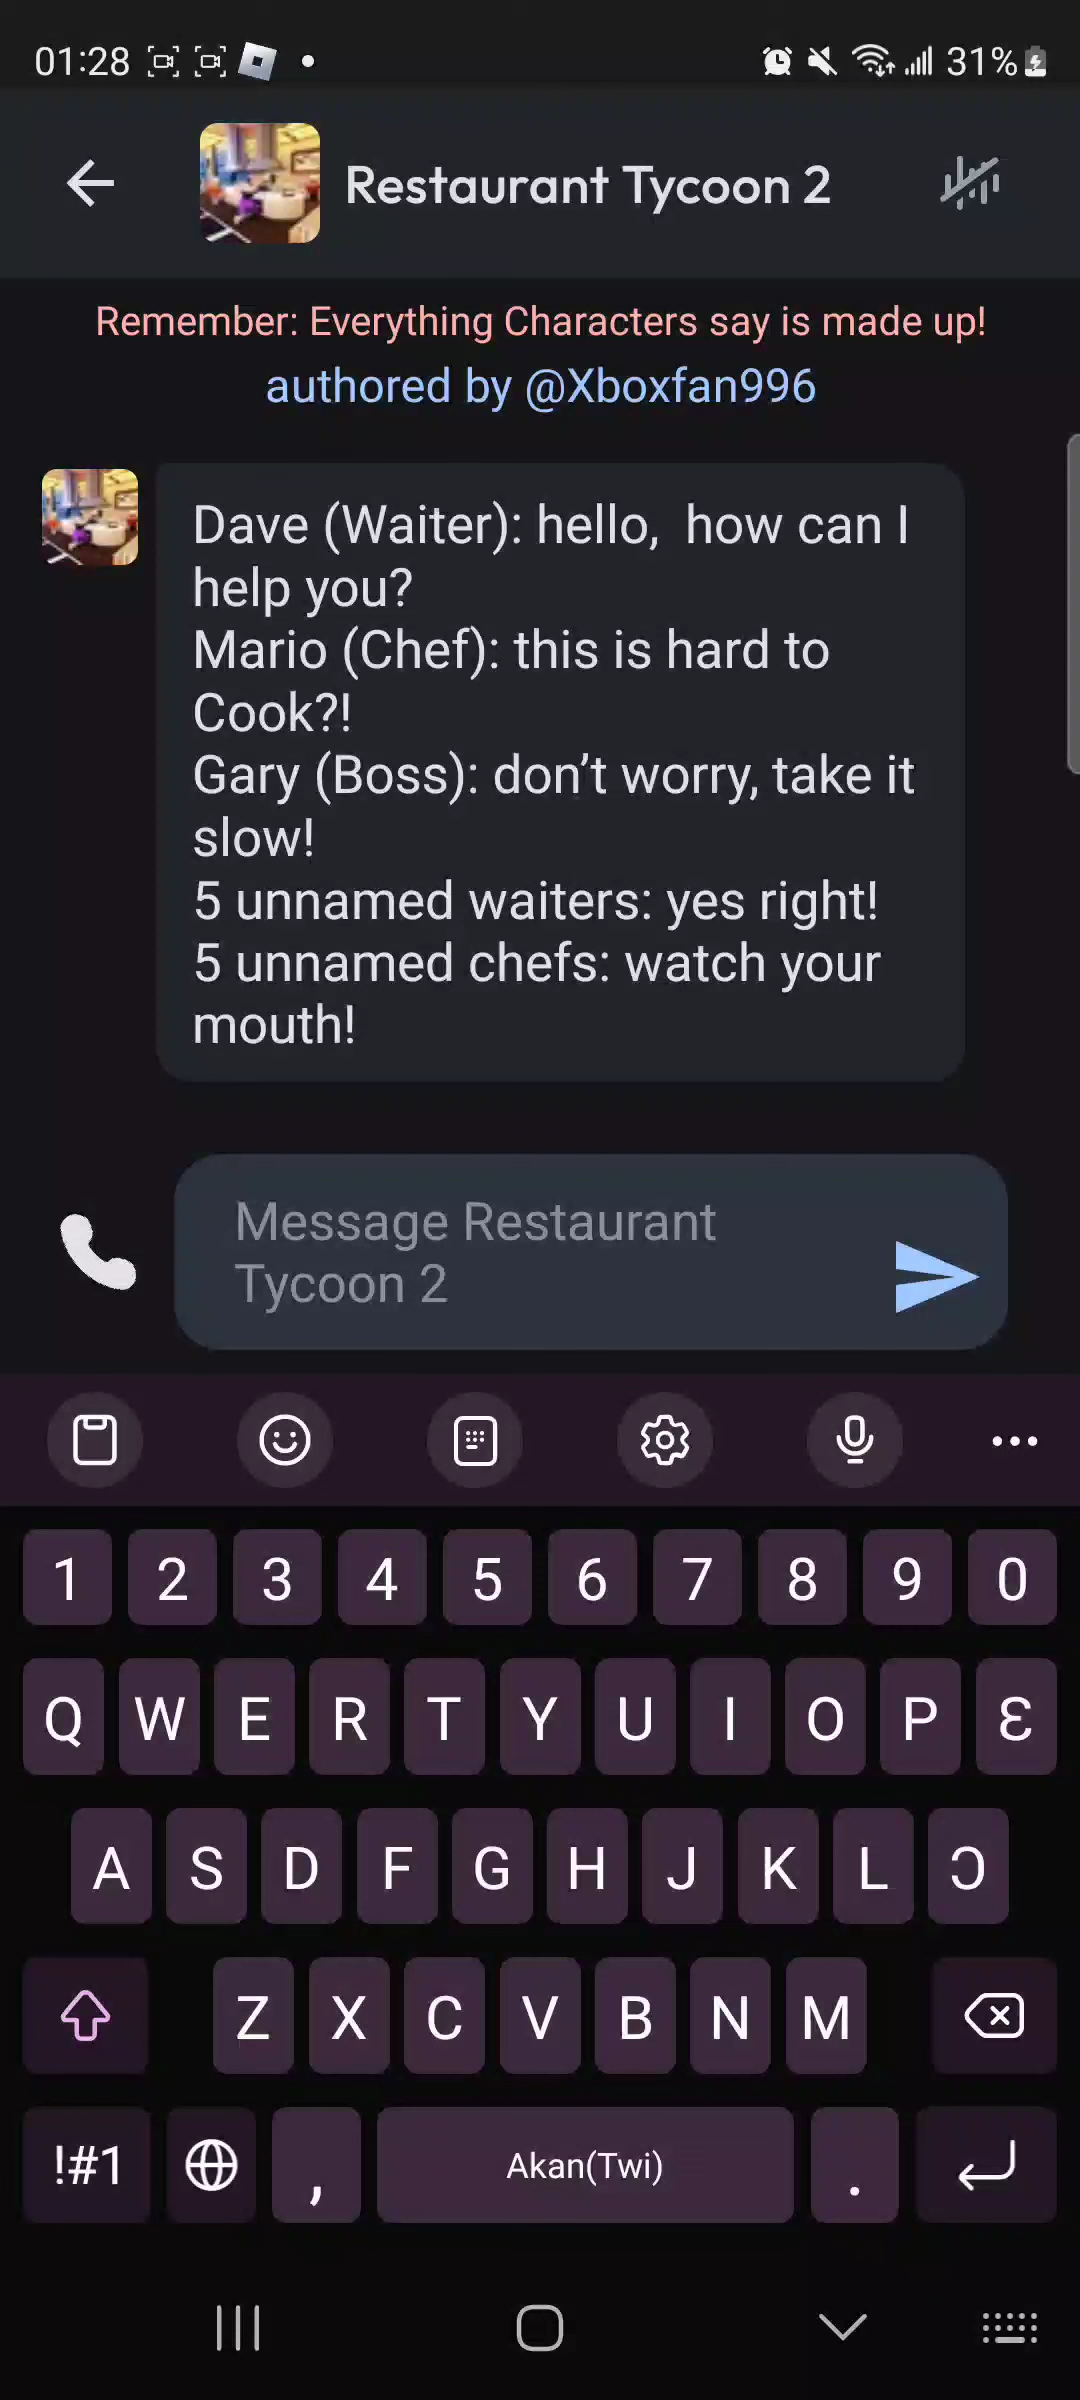 01:28
31%
Restaurant Tycoon 2
Remember: Everything Characters say is made up!
authored by @Xboxfan996
Dave (Waiter): hello,  how can I
help you?
Mario (Chef): this is hard to
Cook?!
Gary (Boss): don’t worry, take it
slow!
5 unnamed waiters: yes right!
5 unnamed chefs: watch your
mouth!
Message Restaurant
Tycoon 2
1 2 3 4 5 6 7 8 9 0
Q W E R T Y U I O P Ɛ
A S D F G H J K L Ɔ
Z X C V B N M
!#1 , Akan(Twi) .